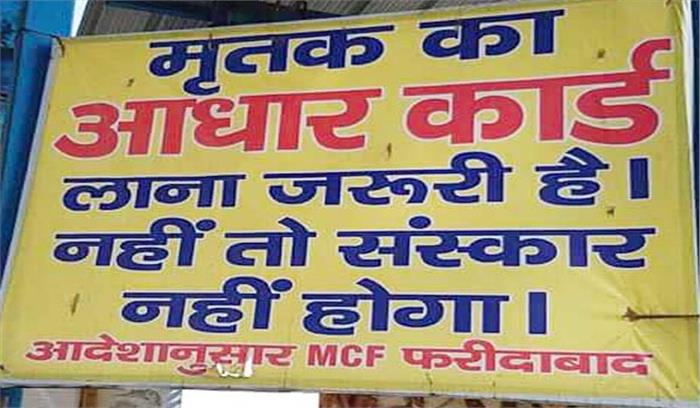 मृतक का
आधार कार्ड
लाना जरूरी है।
नहीं तो संस्कार
नहीं होगा।
आदेशानुसार MCF फरीदाबाद